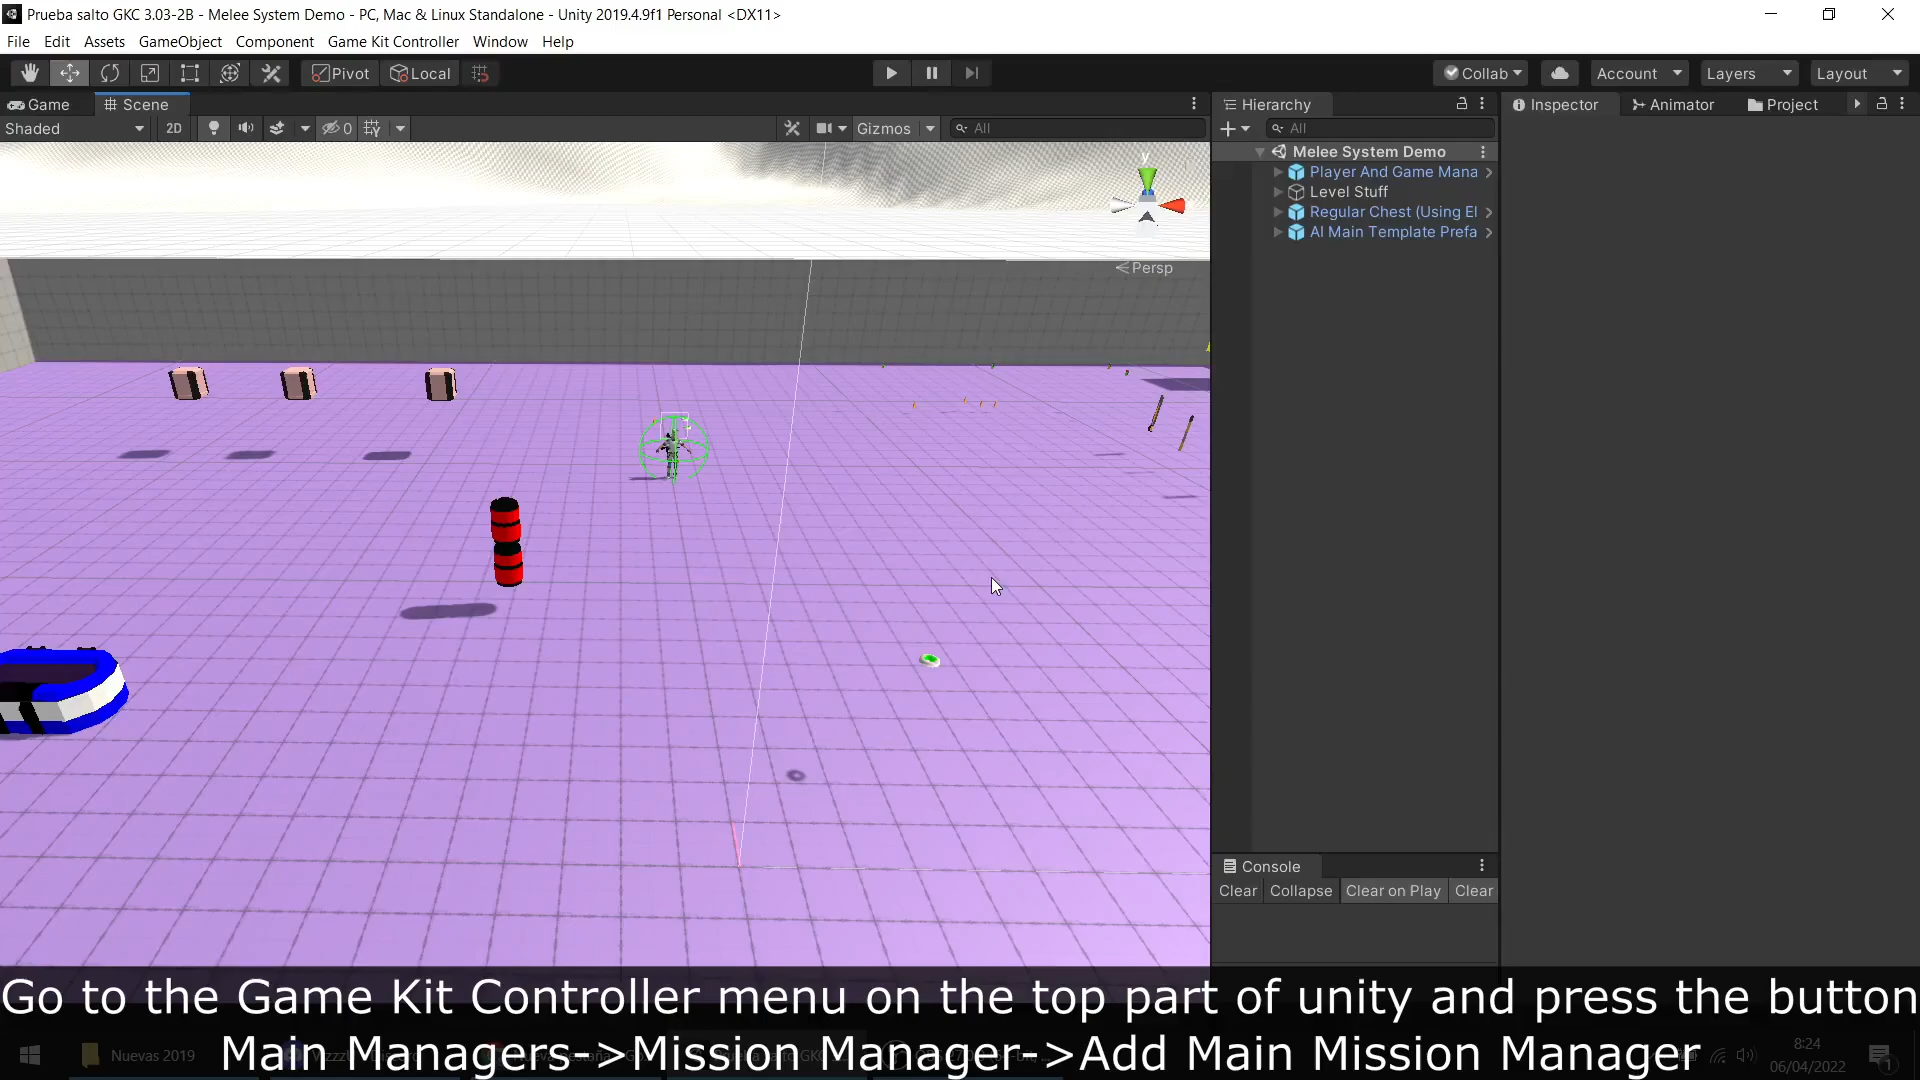 Prueba salto GKC 3.03-2B - Melee System Demo - PC, Mac & Linux Standalone - Unity 2019.4.9f1 Personal <DX11>
File Edit Assets GameObject Component Game Kit Controller Window Help
Pivot Local Collab Account Layers Layout
Game Scene
Shaded 2D 0 Gizmos All
y
Persp
Hierarchy
All
Melee System Demo
Player And Game Mana
Level Stuff
Regular Chest (Using El
AI Main Template Prefa
Inspector Animator Project
Console
Clear Collapse Clear on Play Clear
Go to the Game Kit Controller menu on the top part of unity and press the button
Main Managers->Mission Manager->Add Main Mission Manager
Nuevas 2019
8:24
06/04/2022
1